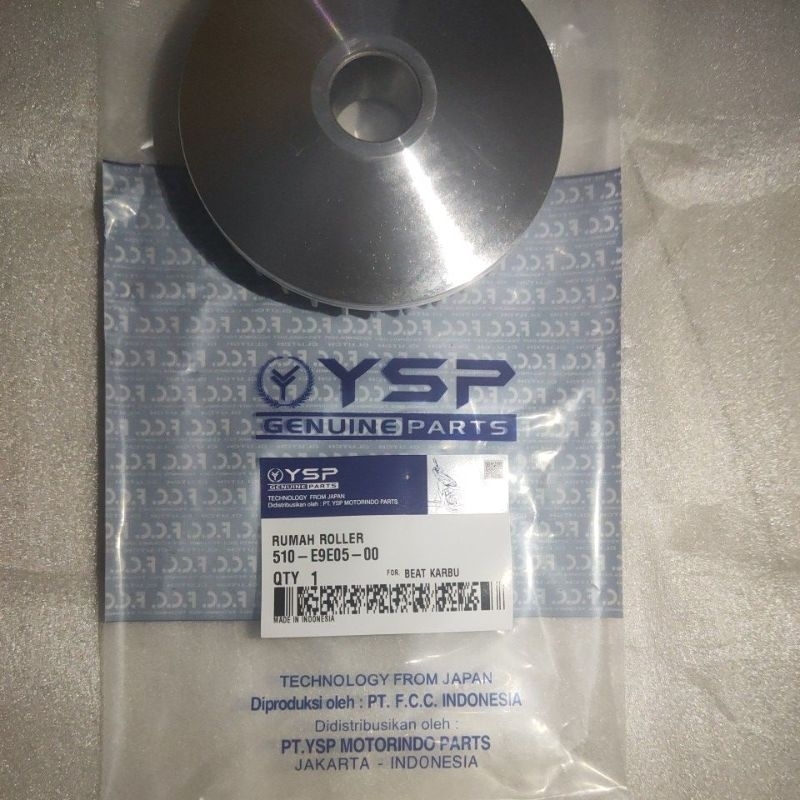 YSP
GENUINE PARTS
YSP
GENUINE PARTS
TECHNOLOGY FROM JAPAN
Didistribusikan oleh : PT. YSP MOTORINDO PARTS
RUMAH ROLLER
510-E9E05-00
QTY 1 FOR. BEAT KARBU
MADE IN INDONESIA
TECHNOLOGY FROM JAPAN
Diproduksi oleh : PT. F.C.C. INDONESIA
Didistribusikan oleh :
PT.YSP MOTORINDO PARTS
JAKARTA - INDONESIA